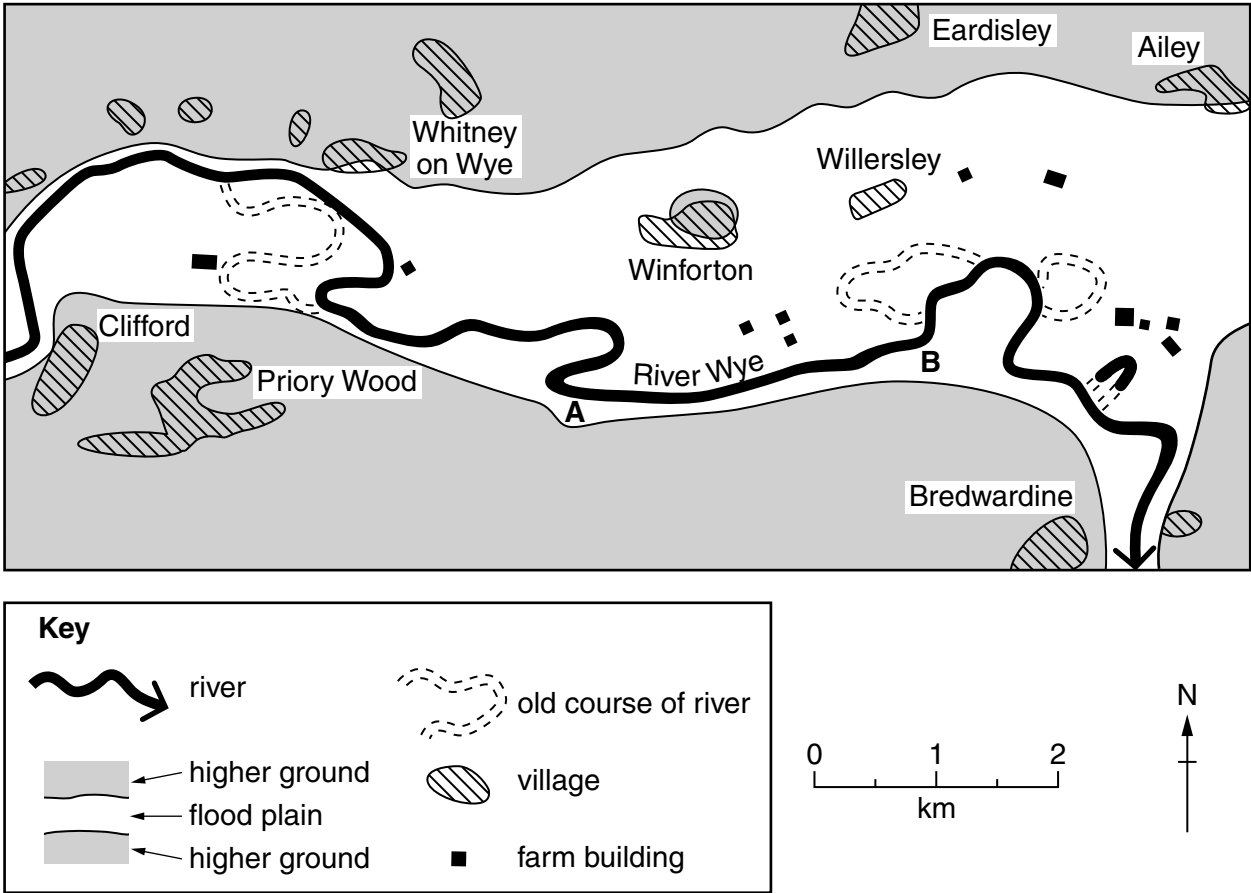 Eardisley
Ailey
Whitney
on Wye
Willersley
Winforton
Clifford
Priory Wood
River Wye
B
A
Bredwardine
Key
river
old course of river
higher ground
flood plain
higher ground
village
farm building
0 1 2
km
N